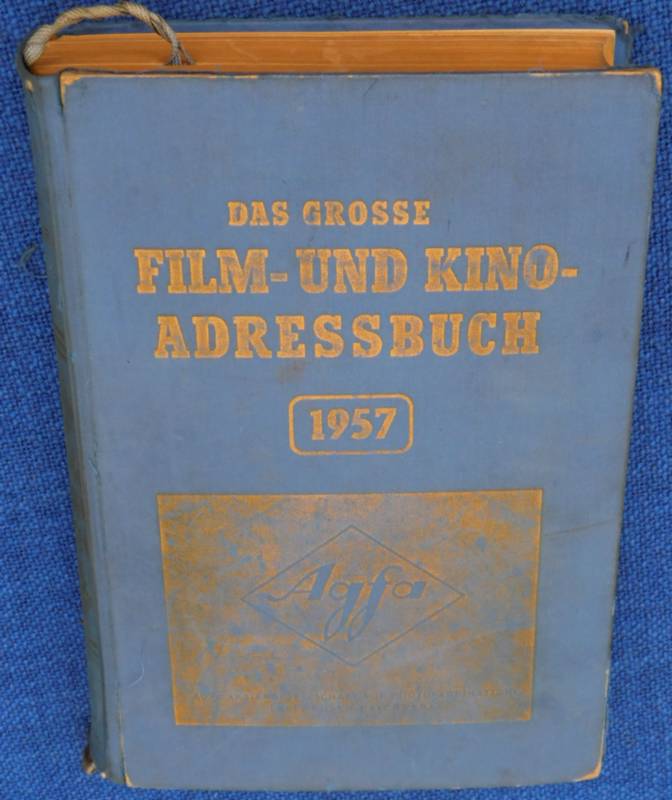 DAS GROSSE
FILM- UND KINO-
ADRESSBUCH
1957
Agfa